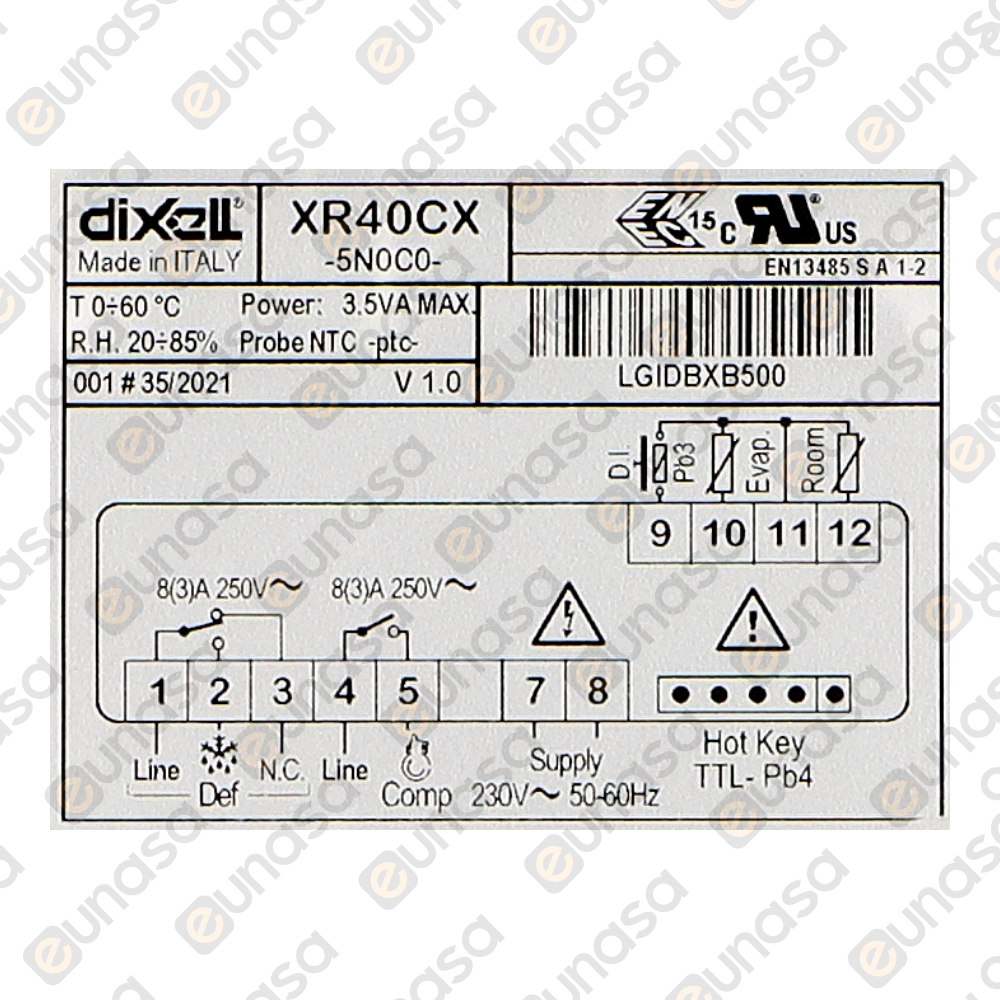 dixell®
Made in ITALY
XR40CX
-5N0C0-
ENEC 15 c RU® US
EN13485 S A 1-2
T 0÷60 °C Power: 3.5VA MAX.
R.H. 20÷85% Probe NTC -ptc-
001 # 35/2021 V 1.0
LGIDBXB500
D.I. Pb3 Evap. Room
9 10 11 12
8(3)A 250V~ 8(3)A 250V~
1 2 3 4 5 7 8
Line N.C. Line Supply Hot Key
Def Comp 230V~ 50-60Hz TTL- Pb4
eunasa